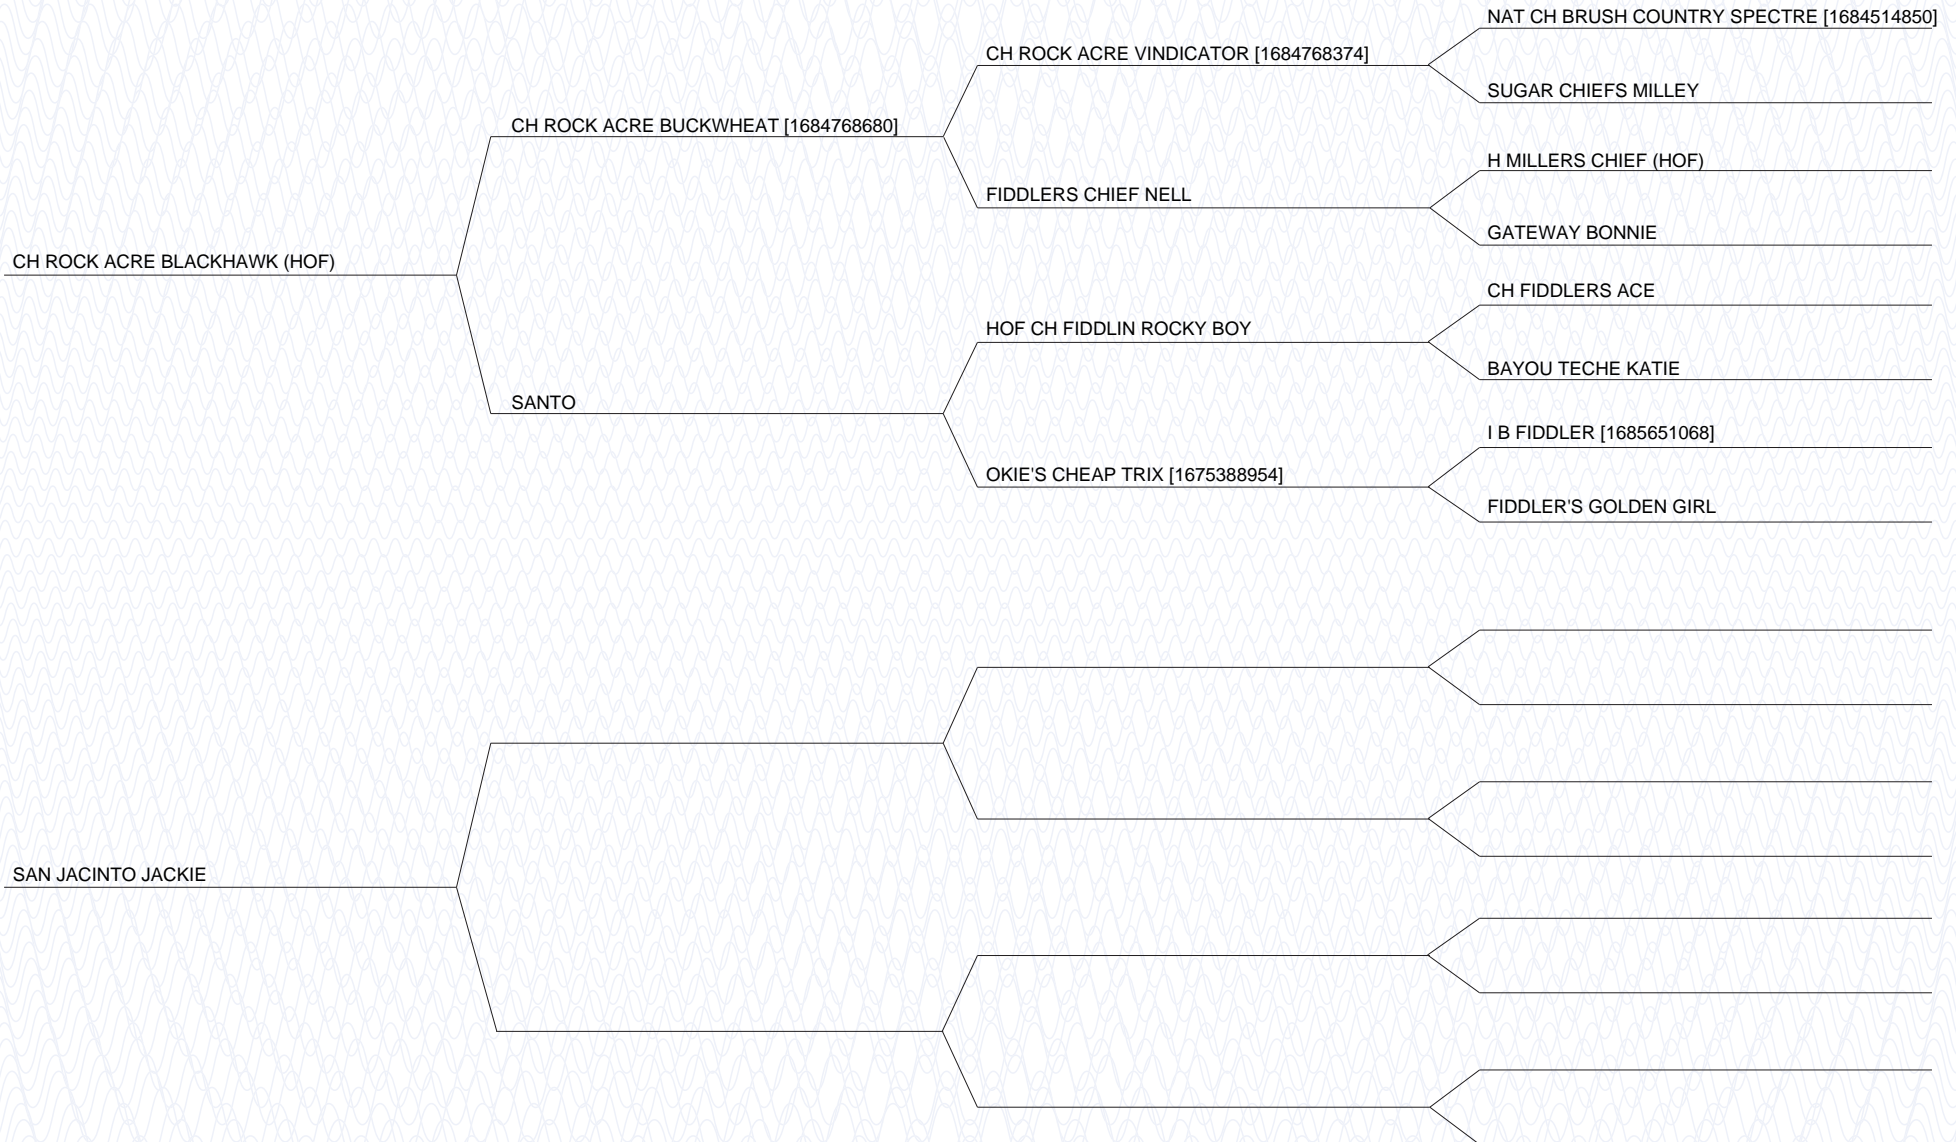 NAT CH BRUSH COUNTRY SPECTRE [1684514850]
CH ROCK ACRE VINDICATOR [1684768374]
SUGAR CHIEFS MILLEY
CH ROCK ACRE BUCKWHEAT [1684768680]
H MILLERS CHIEF (HOF)
FIDDLERS CHIEF NELL
GATEWAY BONNIE
CH ROCK ACRE BLACKHAWK (HOF)
CH FIDDLERS ACE
HOF CH FIDDLIN ROCKY BOY
BAYOU TECHE KATIE
SANTO
I B FIDDLER [1685651068]
OKIE'S CHEAP TRIX [1675388954]
FIDDLER'S GOLDEN GIRL
SAN JACINTO JACKIE